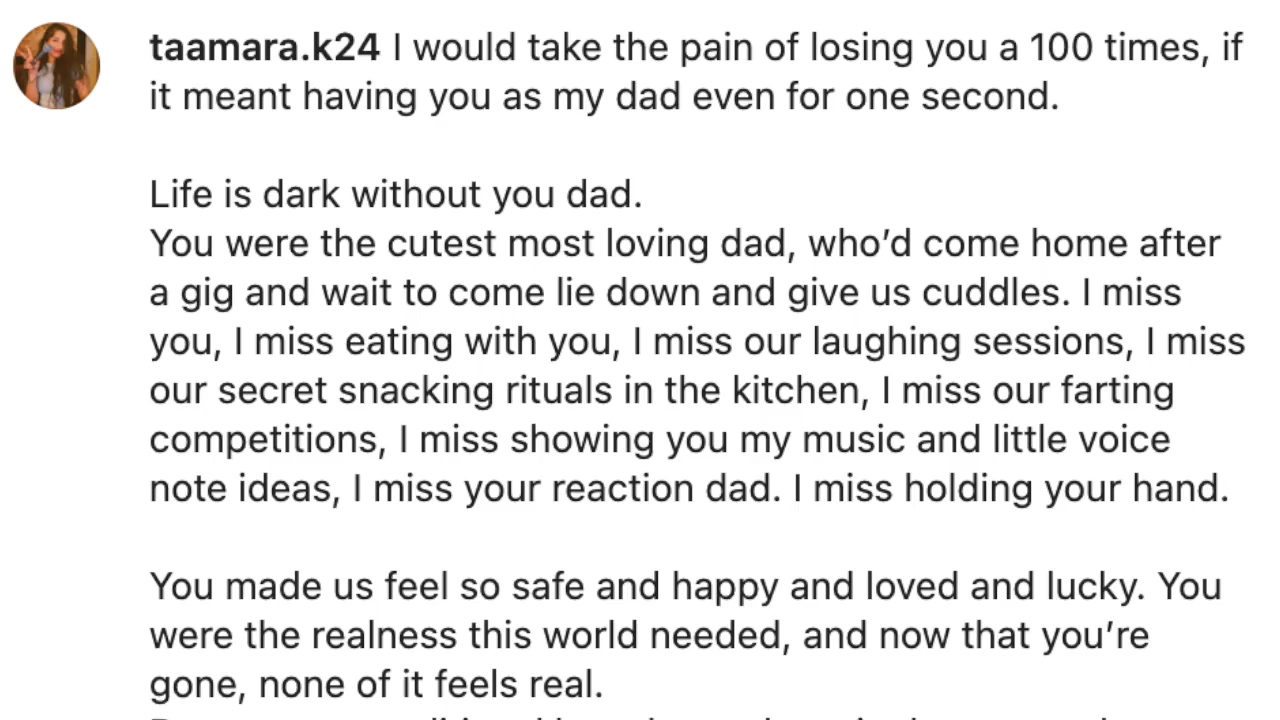 taamara.k24 I would take the pain of losing you a 100 times, if
it meant having you as my dad even for one second.
Life is dark without you dad.
You were the cutest most loving dad, who’d come home after
a gig and wait to come lie down and give us cuddles. I miss
you, I miss eating with you, I miss our laughing sessions, I miss
our secret snacking rituals in the kitchen, I miss our farting
competitions, I miss showing you my music and little voice
note ideas, I miss your reaction dad. I miss holding your hand.
You made us feel so safe and happy and loved and lucky. You
were the realness this world needed, and now that you’re
gone, none of it feels real.